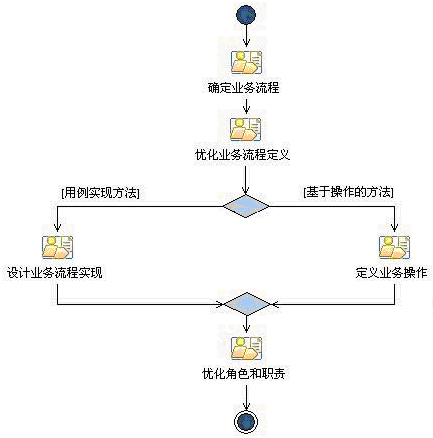 确定业务流程
优化业务流程定义
[用例实现方法]
[基于操作的方法]
设计业务流程实现
定义业务操作
优化角色和职责